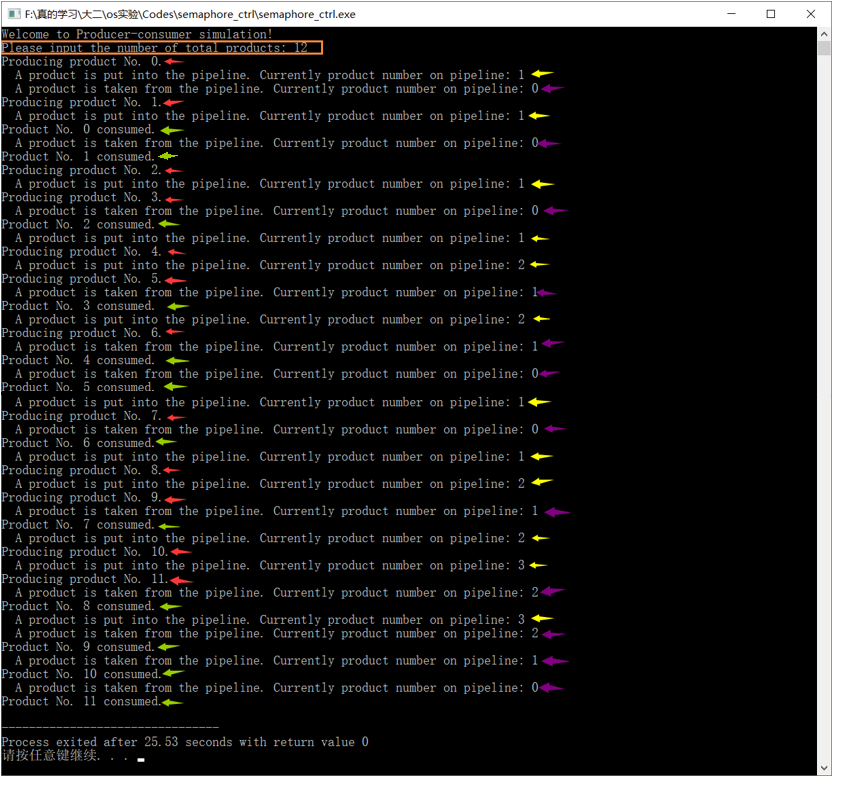 F:\真的学习\大二\os实验\Codes\semaphore_ctrl\semaphore_ctrl.exe
Welcome to Producer-consumer simulation!
Please input the number of total products: 12
Producing product No. 0.
A product is put into the pipeline. Currently product number on pipeline: 1
A product is taken from the pipeline. Currently product number on pipeline: 0
Producing product No. 1.
A product is put into the pipeline. Currently product number on pipeline: 1
Product No. 0 consumed.
A product is taken from the pipeline. Currently product number on pipeline: 0
Product No. 1 consumed.
Producing product No. 2.
A product is put into the pipeline. Currently product number on pipeline: 1
Producing product No. 3.
A product is taken from the pipeline. Currently product number on pipeline: 0
Product No. 2 consumed.
A product is put into the pipeline. Currently product number on pipeline: 1
Producing product No. 4.
A product is put into the pipeline. Currently product number on pipeline: 2
Producing product No. 5.
A product is taken from the pipeline. Currently product number on pipeline: 1
Product No. 3 consumed.
A product is put into the pipeline. Currently product number on pipeline: 2
Producing product No. 6.
A product is taken from the pipeline. Currently product number on pipeline: 1
Product No. 4 consumed.
A product is taken from the pipeline. Currently product number on pipeline: 0
Product No. 5 consumed.
A product is put into the pipeline. Currently product number on pipeline: 1
Producing product No. 7.
A product is taken from the pipeline. Currently product number on pipeline: 0
Product No. 6 consumed.
A product is put into the pipeline. Currently product number on pipeline: 1
Producing product No. 8.
A product is put into the pipeline. Currently product number on pipeline: 2
Producing product No. 9.
A product is taken from the pipeline. Currently product number on pipeline: 1
Product No. 7 consumed.
A product is put into the pipeline. Currently product number on pipeline: 2
Producing product No. 10.
A product is put into the pipeline. Currently product number on pipeline: 3
Producing product No. 11.
A product is taken from the pipeline. Currently product number on pipeline: 2
Product No. 8 consumed.
A product is put into the pipeline. Currently product number on pipeline: 3
A product is taken from the pipeline. Currently product number on pipeline: 2
Product No. 9 consumed.
A product is taken from the pipeline. Currently product number on pipeline: 1
Product No. 10 consumed.
A product is taken from the pipeline. Currently product number on pipeline: 0
Product No. 11 consumed.
--------------------------------
Process exited after 25.53 seconds with return value 0
请按任意键继续. . .